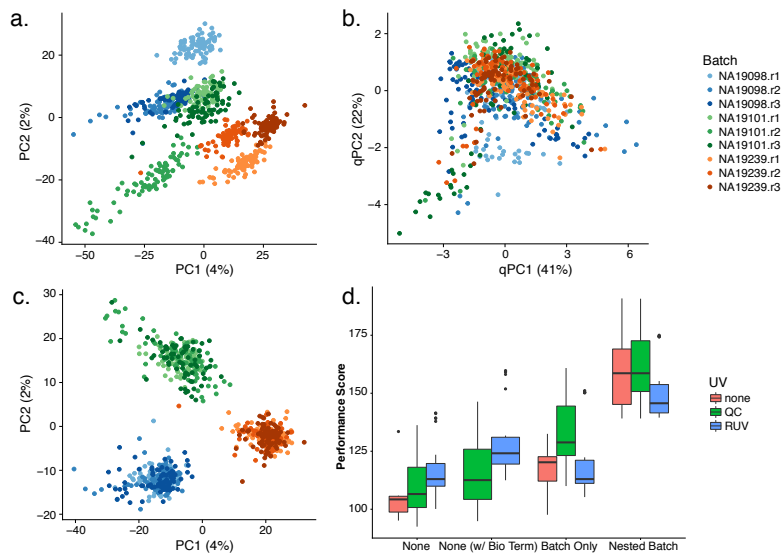 a.
20
0
−20
−40
PC2 (2%)
−50
−25
0
25
PC1 (4%)
b.
2
0
−2
−4
qPC2 (22%)
−3
0
3
6
qPC1 (41%)
Batch
NA19098.r1
NA19098.r2
NA19098.r3
NA19101.r1
NA19101.r2
NA19101.r3
NA19239.r1
NA19239.r2
NA19239.r3
c.
30
20
10
0
−10
−20
PC2 (2%)
−40
−20
0
20
PC1 (4%)
d.
175
150
125
100
Performance Score
None
None (w/ Bio Term)
Batch Only
Nested Batch
UV
none
QC
RUV